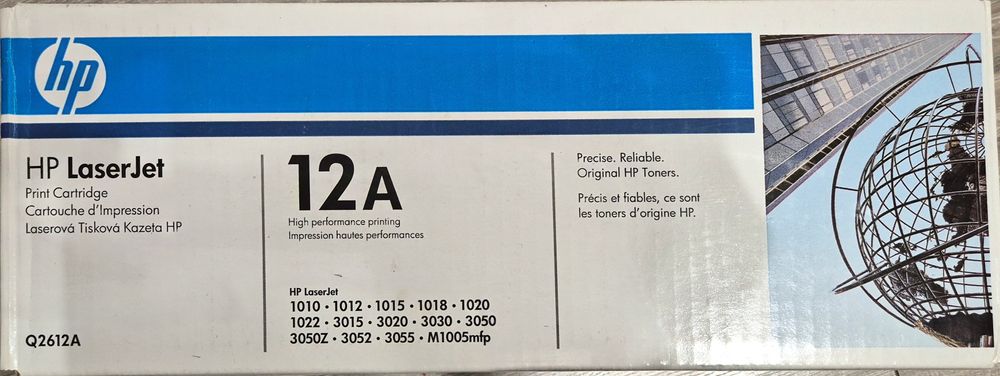 hp
HP LaserJet
Print Cartridge
Cartouche d'Impression
Laserová Tisková Kazeta HP
Q2612A
12A
High performance printing
Impression hautes performances
HP LaserJet
1010 • 1012 • 1015 • 1018 • 1020
1022 • 3015 • 3020 • 3030 • 3050
3050Z • 3052 • 3055 • M1005mfp
Precise. Reliable.
Original HP Toners.
Précis et fiables, ce sont
les toners d'origine HP.